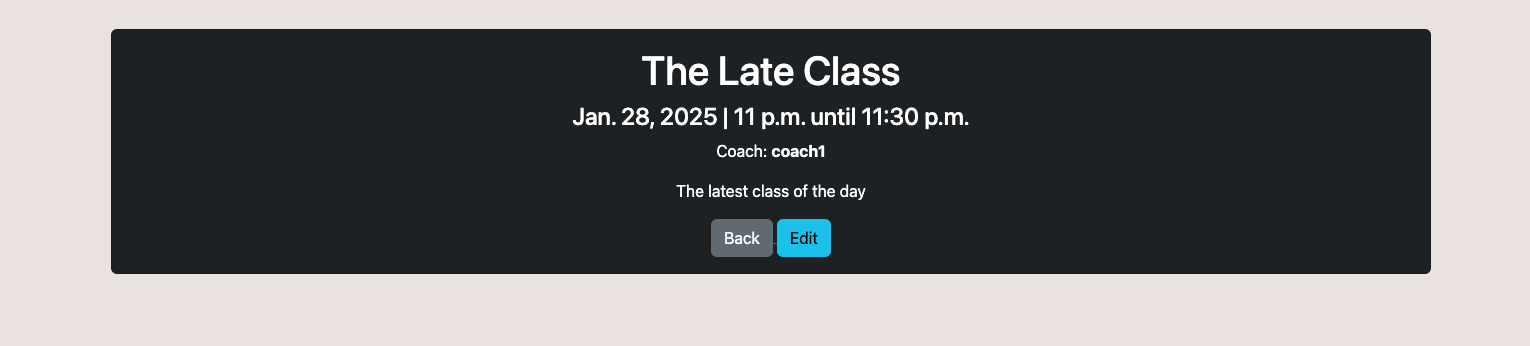 The Late Class
Jan. 28, 2025 | 11 p.m. until 11:30 p.m.
Coach: coach1
The latest class of the day
Back Edit